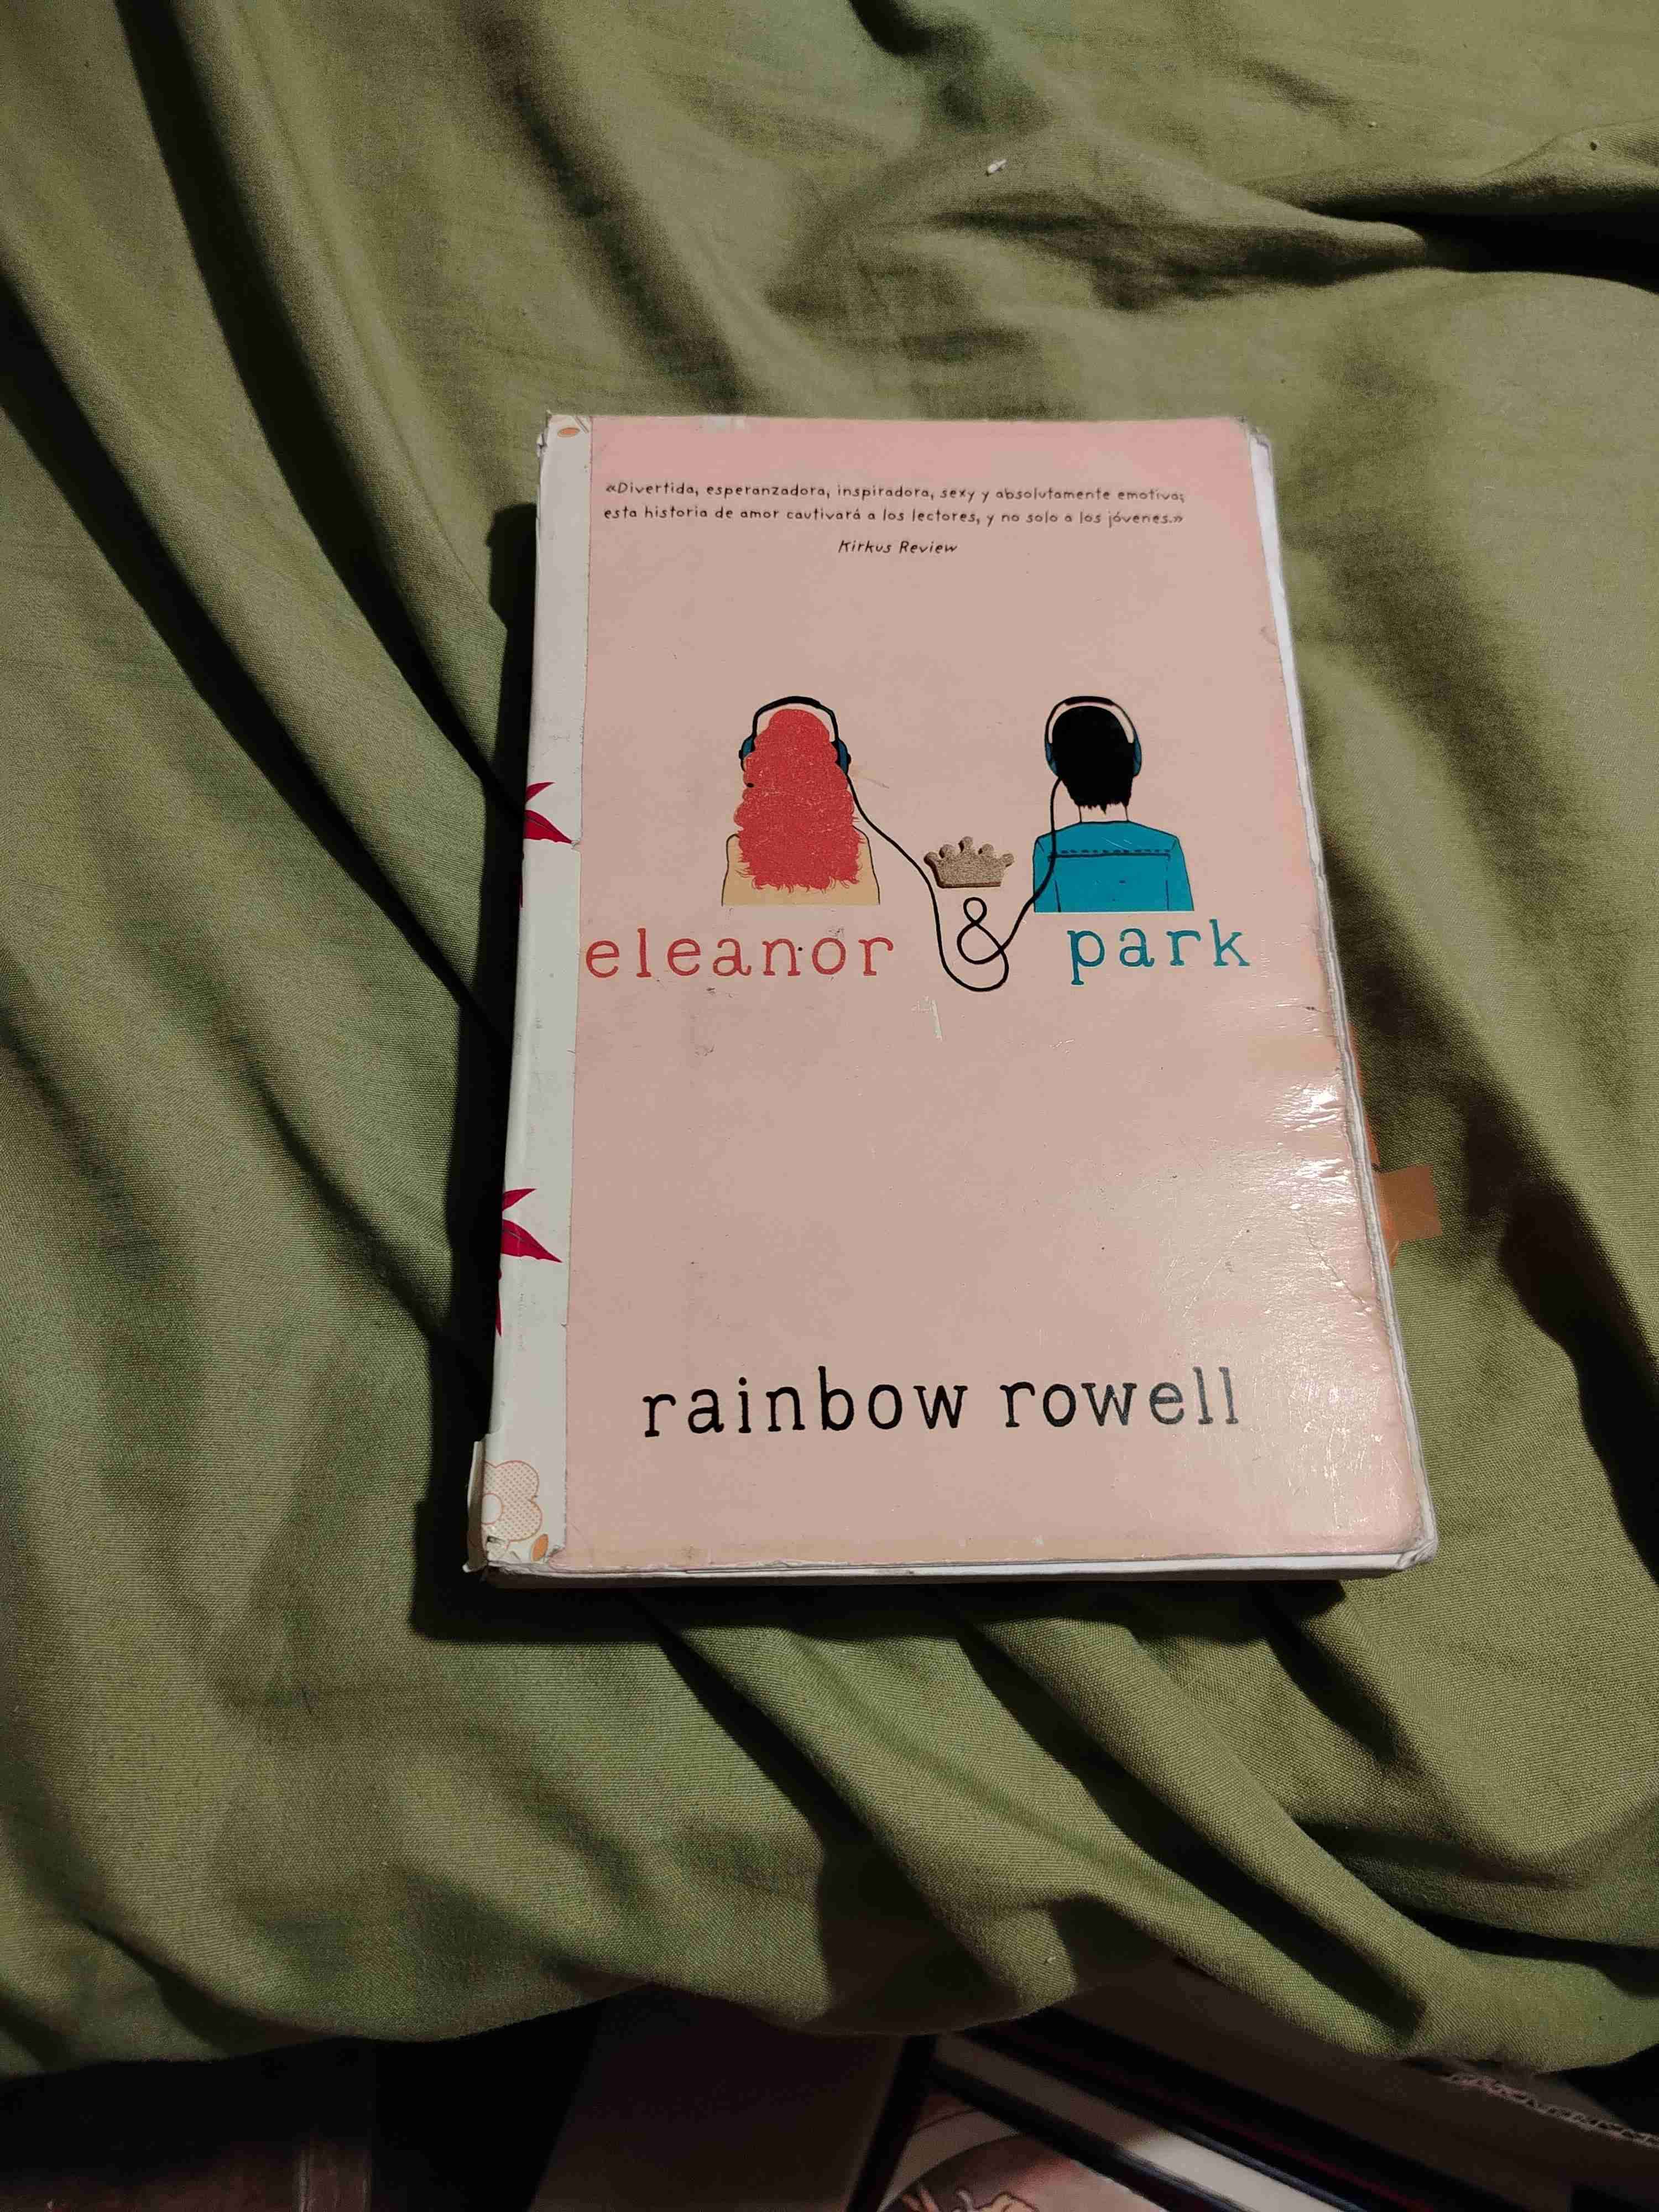 «Divertida, esperanzadora, inspiradora, sexy y absolutamente emotiva;
esta historia de amor cautivará a los lectores, y no solo a los jóvenes.»
Kirkus Review
eleanor & park
rainbow rowell